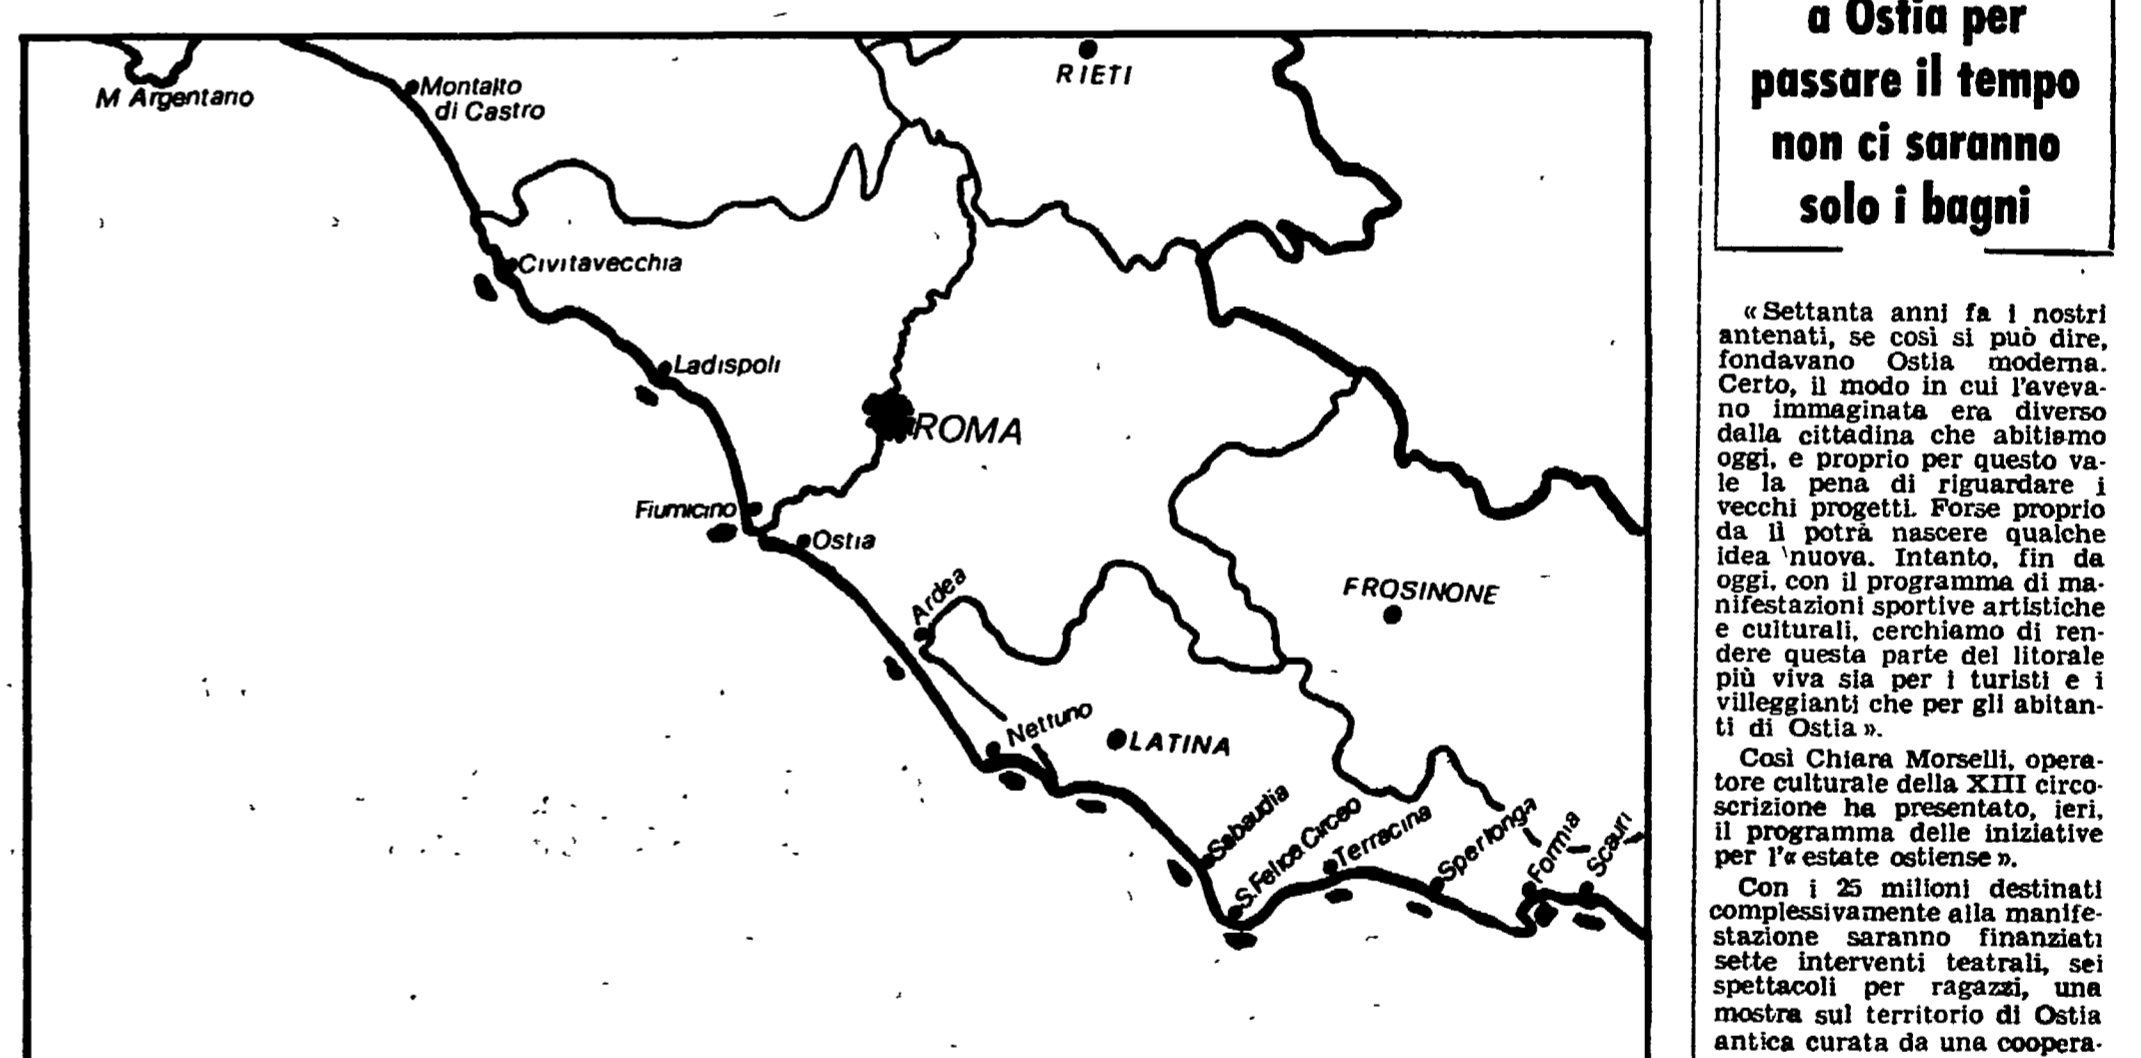 M Argentario
Montalto
di Castro
RIETI
Civitavecchia
Ladispoli
ROMA
Fiumicino
Ostia
Ardea
FROSINONE
Nettuno
LATINA
Sabaudia
S. Felice Circeo
Terracina
Sperlonga
Formia
Scauri
a Ostia per
passare il tempo
non ci saranno
solo i bagni
«Settanta anni fa i nostri
antenati, se così si può dire,
fondavano Ostia moderna.
Certo, il modo in cui l'aveva-
no immaginata era diverso
dalla cittadina che abitiamo
oggi, e proprio per questo va-
le la pena di riguardare i
vecchi progetti. Forse proprio
da lì potrà nascere qualche
idea nuova. Intanto, fin da
oggi, con il programma di ma-
nifestazioni sportive artistiche
e culturali, cerchiamo di ren-
dere questa parte del litorale
più viva sia per i turisti e i
villeggianti che per gli abitan-
ti di Ostia».
Così Chiara Morselli, opera-
tore culturale della XIII circo-
scrizione ha presentato, ieri,
il programma delle iniziative
per l'«estate ostiense».
Con i 25 milioni destinati
complessivamente alla manife-
stazione saranno finanziati
sette interventi teatrali, sei
spettacoli per ragazzi, una
mostra sul territorio di Ostia
antica curata da una coopera-